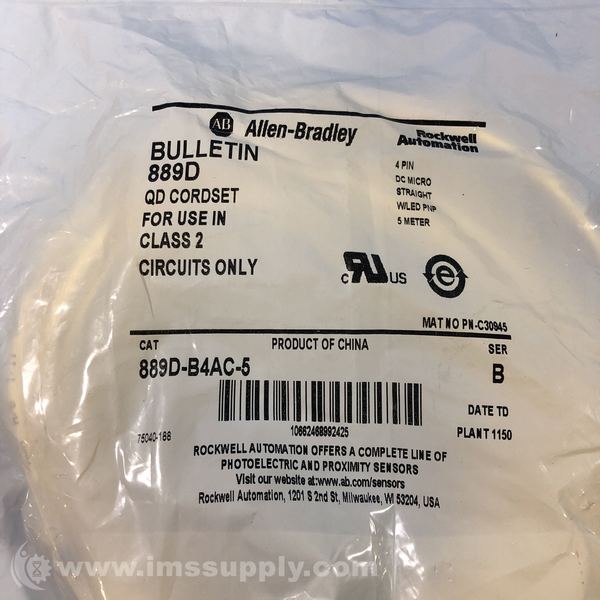 AB Allen-Bradley
Rockwell
Automation
BULLETIN
889D
QD CORDSET
FOR USE IN
CLASS 2
CIRCUITS ONLY
4 PIN
DC MICRO
STRAIGHT
W/LED PNP
5 METER
c RU US
e
MAT NO PN-C30945
CAT
PRODUCT OF CHINA
SER
889D-B4AC-5
B
10662468992425
DATE TD
75040-188
PLANT 1150
ROCKWELL AUTOMATION OFFERS A COMPLETE LINE OF
PHOTOELECTRIC AND PROXIMITY SENSORS
Visit our website at:www.ab.com/sensors
Rockwell Automation, 1201 S 2nd St, Milwaukee, WI 53204, USA
www.imssupply.com